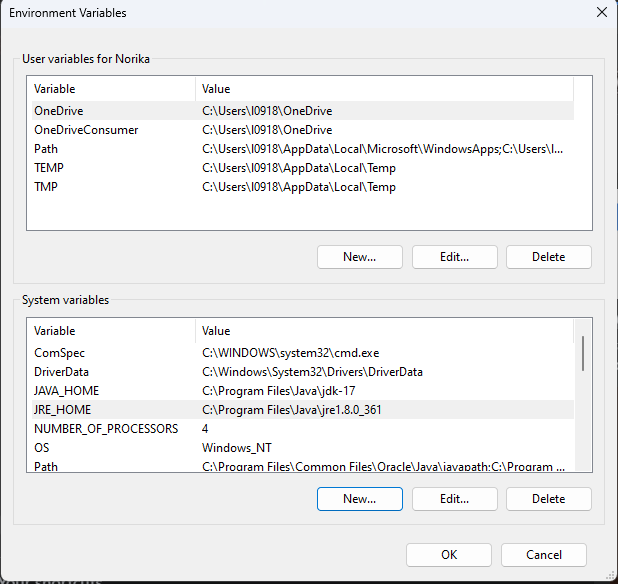 Environment Variables
User variables for Norika
Variable Value
OneDrive C:\Users\I0918\OneDrive
OneDriveConsumer C:\Users\I0918\OneDrive
Path C:\Users\I0918\AppData\Local\Microsoft\WindowsApps;C:\Users\I...
TEMP C:\Users\I0918\AppData\Local\Temp
TMP C:\Users\I0918\AppData\Local\Temp
New... Edit... Delete
System variables
Variable Value
ComSpec C:\WINDOWS\system32\cmd.exe
DriverData C:\Windows\System32\Drivers\DriverData
JAVA_HOME C:\Program Files\Java\jdk-17
JRE_HOME C:\Program Files\Java\jre1.8.0_361
NUMBER_OF_PROCESSORS 4
OS Windows_NT
Path C:\Program Files\Common Files\Oracle\Java\javapath;C:\Program ...
New... Edit... Delete
OK Cancel